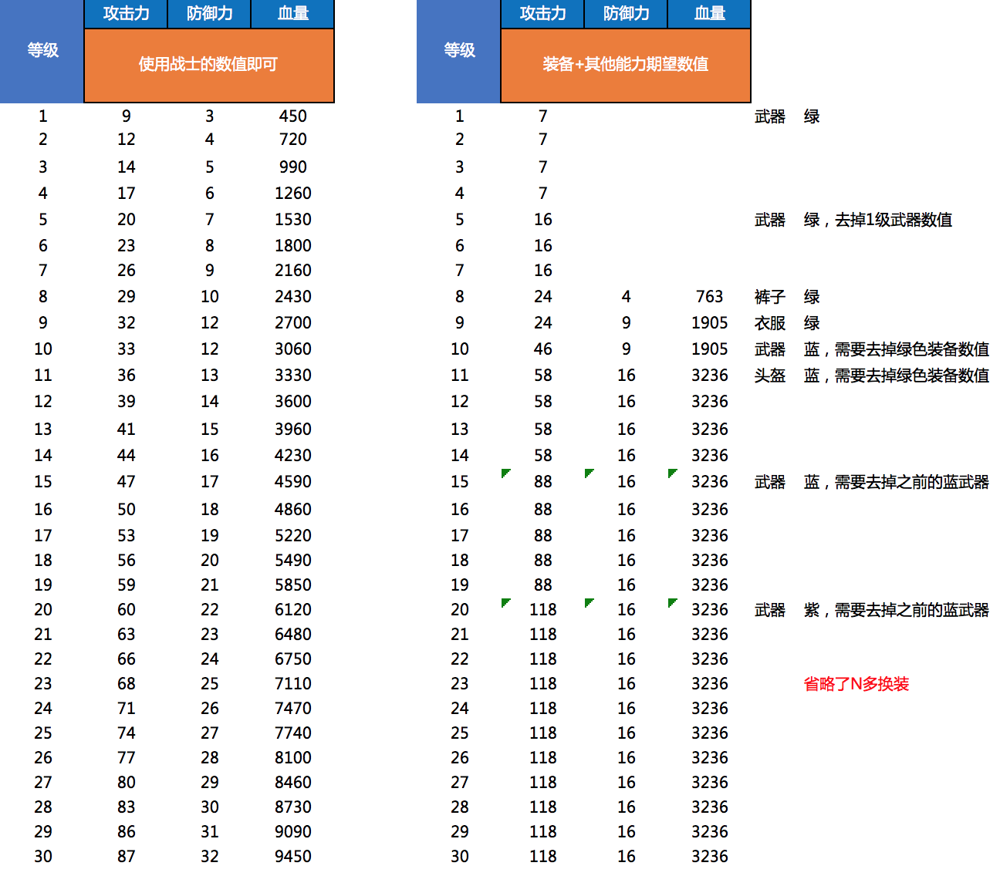 等级 攻击力 防御力 血量 等级 攻击力 防御力 血量
使用战士的数值即可 装备+其他能力期望数值
1 9 3 450 1 7 武器 绿
2 12 4 720 2 7
3 14 5 990 3 7
4 17 6 1260 4 7
5 20 7 1530 5 16 武器 绿，去掉1级武器数值
6 23 8 1800 6 16
7 26 9 2160 7 16
8 29 10 2430 8 24 4 763 裤子 绿
9 32 12 2700 9 24 9 1905 衣服 绿
10 33 12 3060 10 46 9 1905 武器 蓝，需要去掉绿色装备数值
11 36 13 3330 11 58 16 3236 头盔 蓝，需要去掉绿色装备数值
12 39 14 3600 12 58 16 3236
13 41 15 3960 13 58 16 3236
14 44 16 4230 14 58 16 3236
15 47 17 4590 15 88 16 3236 武器 蓝，需要去掉之前的蓝武器
16 50 18 4860 16 88 16 3236
17 53 19 5220 17 88 16 3236
18 56 20 5490 18 88 16 3236
19 59 21 5850 19 88 16 3236
20 60 22 6120 20 118 16 3236 武器 紫，需要去掉之前的蓝武器
21 63 23 6480 21 118 16 3236
22 66 24 6750 22 118 16 3236
23 68 25 7110 23 118 16 3236 省略了N多换装
24 71 26 7470 24 118 16 3236
25 74 27 7740 25 118 16 3236
26 77 28 8100 26 118 16 3236
27 80 29 8460 27 118 16 3236
28 83 30 8730 28 118 16 3236
29 86 31 9090 29 118 16 3236
30 87 32 9450 30 118 16 3236